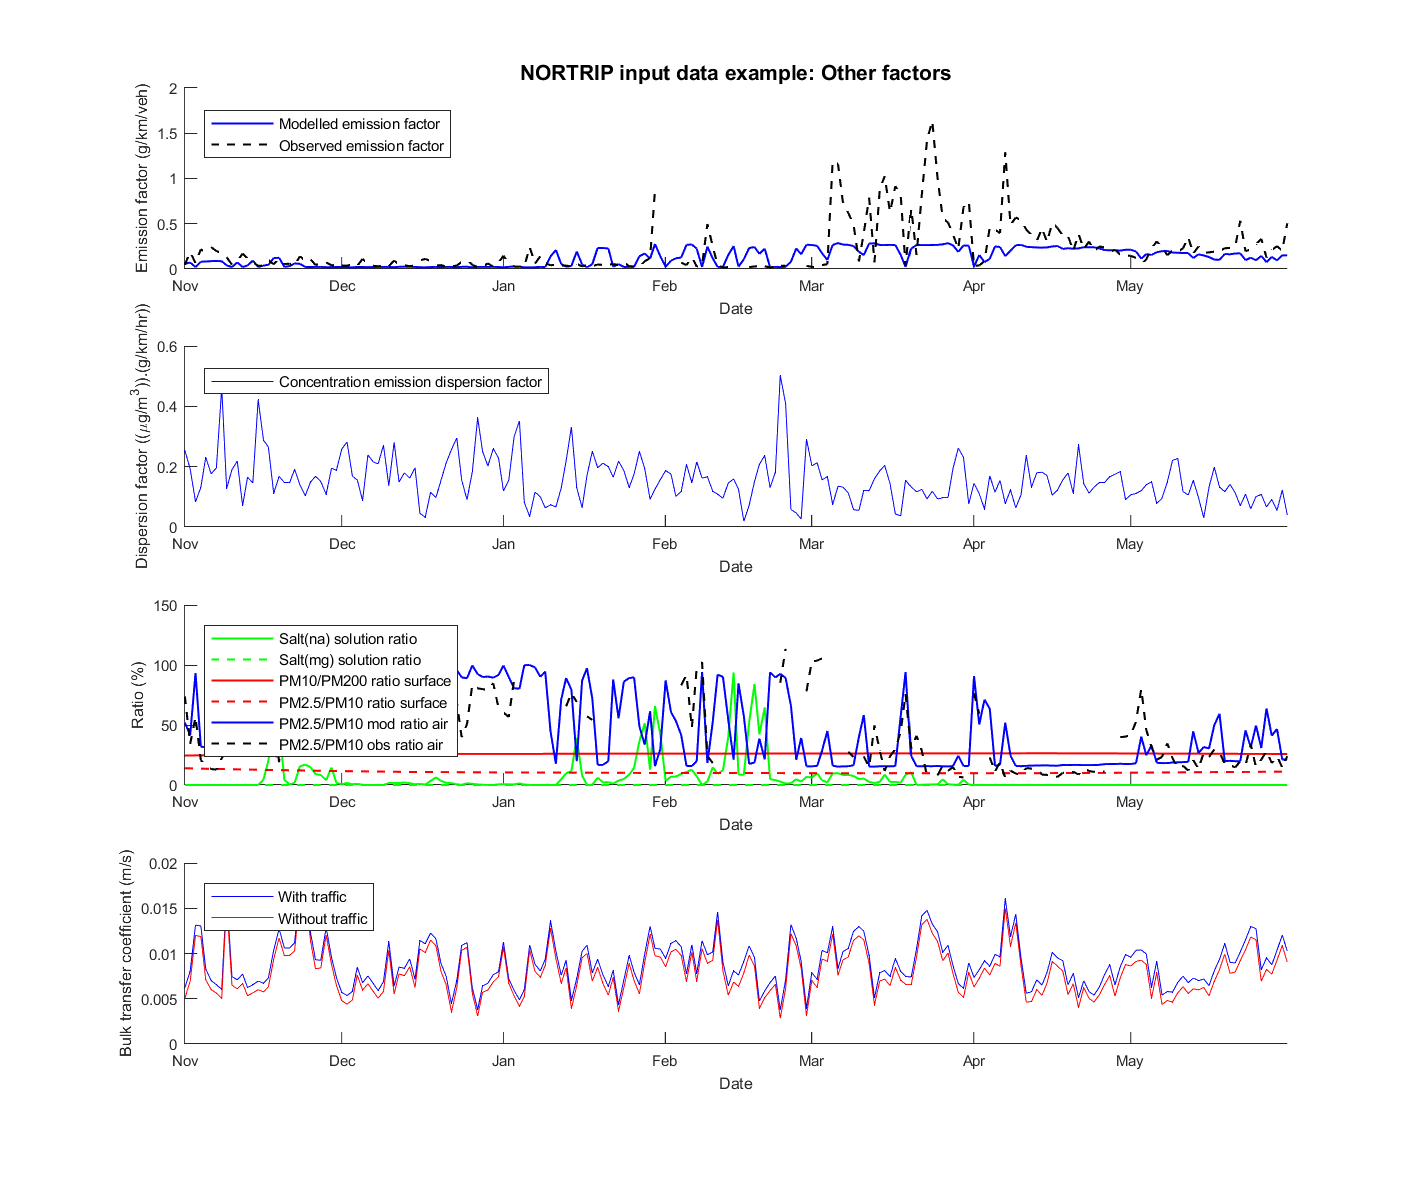 NORTRIP input data example: Other factors
Emission factor (g/km/veh)
2
1.5
1
0.5
0
Modelled emission factor
Observed emission factor
Nov Dec Jan Feb Mar Apr May
Date
Dispersion factor ((μg/m³)).(g/km/hr))
0.6
0.4
0.2
0
Concentration emission dispersion factor
Nov Dec Jan Feb Mar Apr May
Date
Ratio (%)
150
100
50
0
Salt(na) solution ratio
Salt(mg) solution ratio
PM10/PM200 ratio surface
PM2.5/PM10 ratio surface
PM2.5/PM10 mod ratio air
PM2.5/PM10 obs ratio air
Nov Dec Jan Feb Mar Apr May
Date
Bulk transfer coefficient (m/s)
0.02
0.015
0.01
0.005
0
With traffic
Without traffic
Nov Dec Jan Feb Mar Apr May
Date